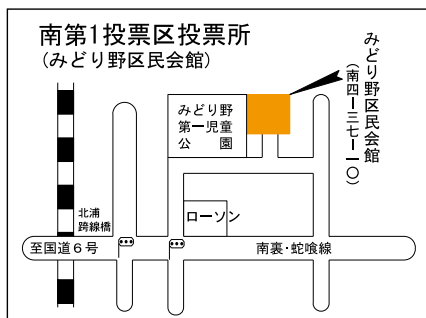 南第1投票区投票所
(みどり野区民会館)
みどり野区民会館
(南四ー三七ー一〇)
みどり野
第一児童
公園
北浦
跨線橋
ローソン
至国道6号
南裏・蛇喰線